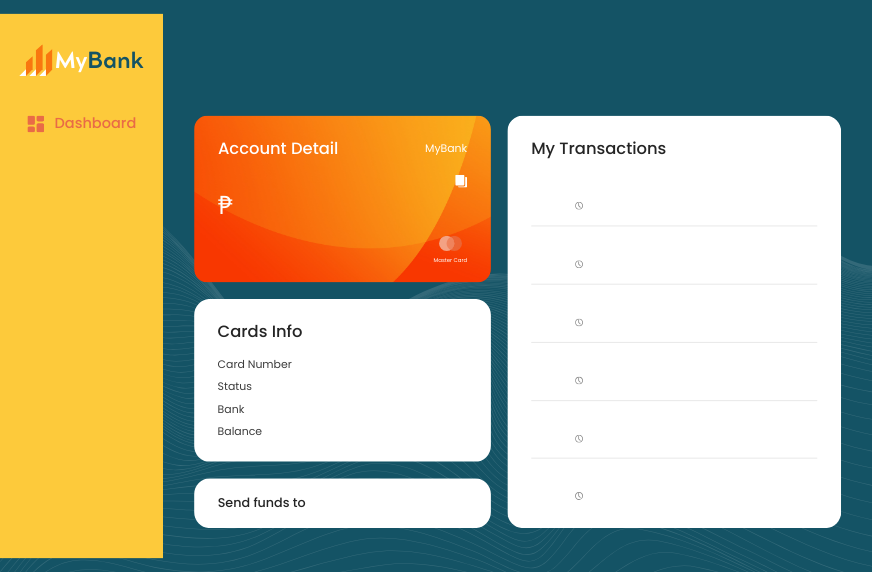 MyBank
Dashboard
Account Detail
MyBank
₱
Master Card
Cards Info
Card Number
Status
Bank
Balance
Send funds to
My Transactions